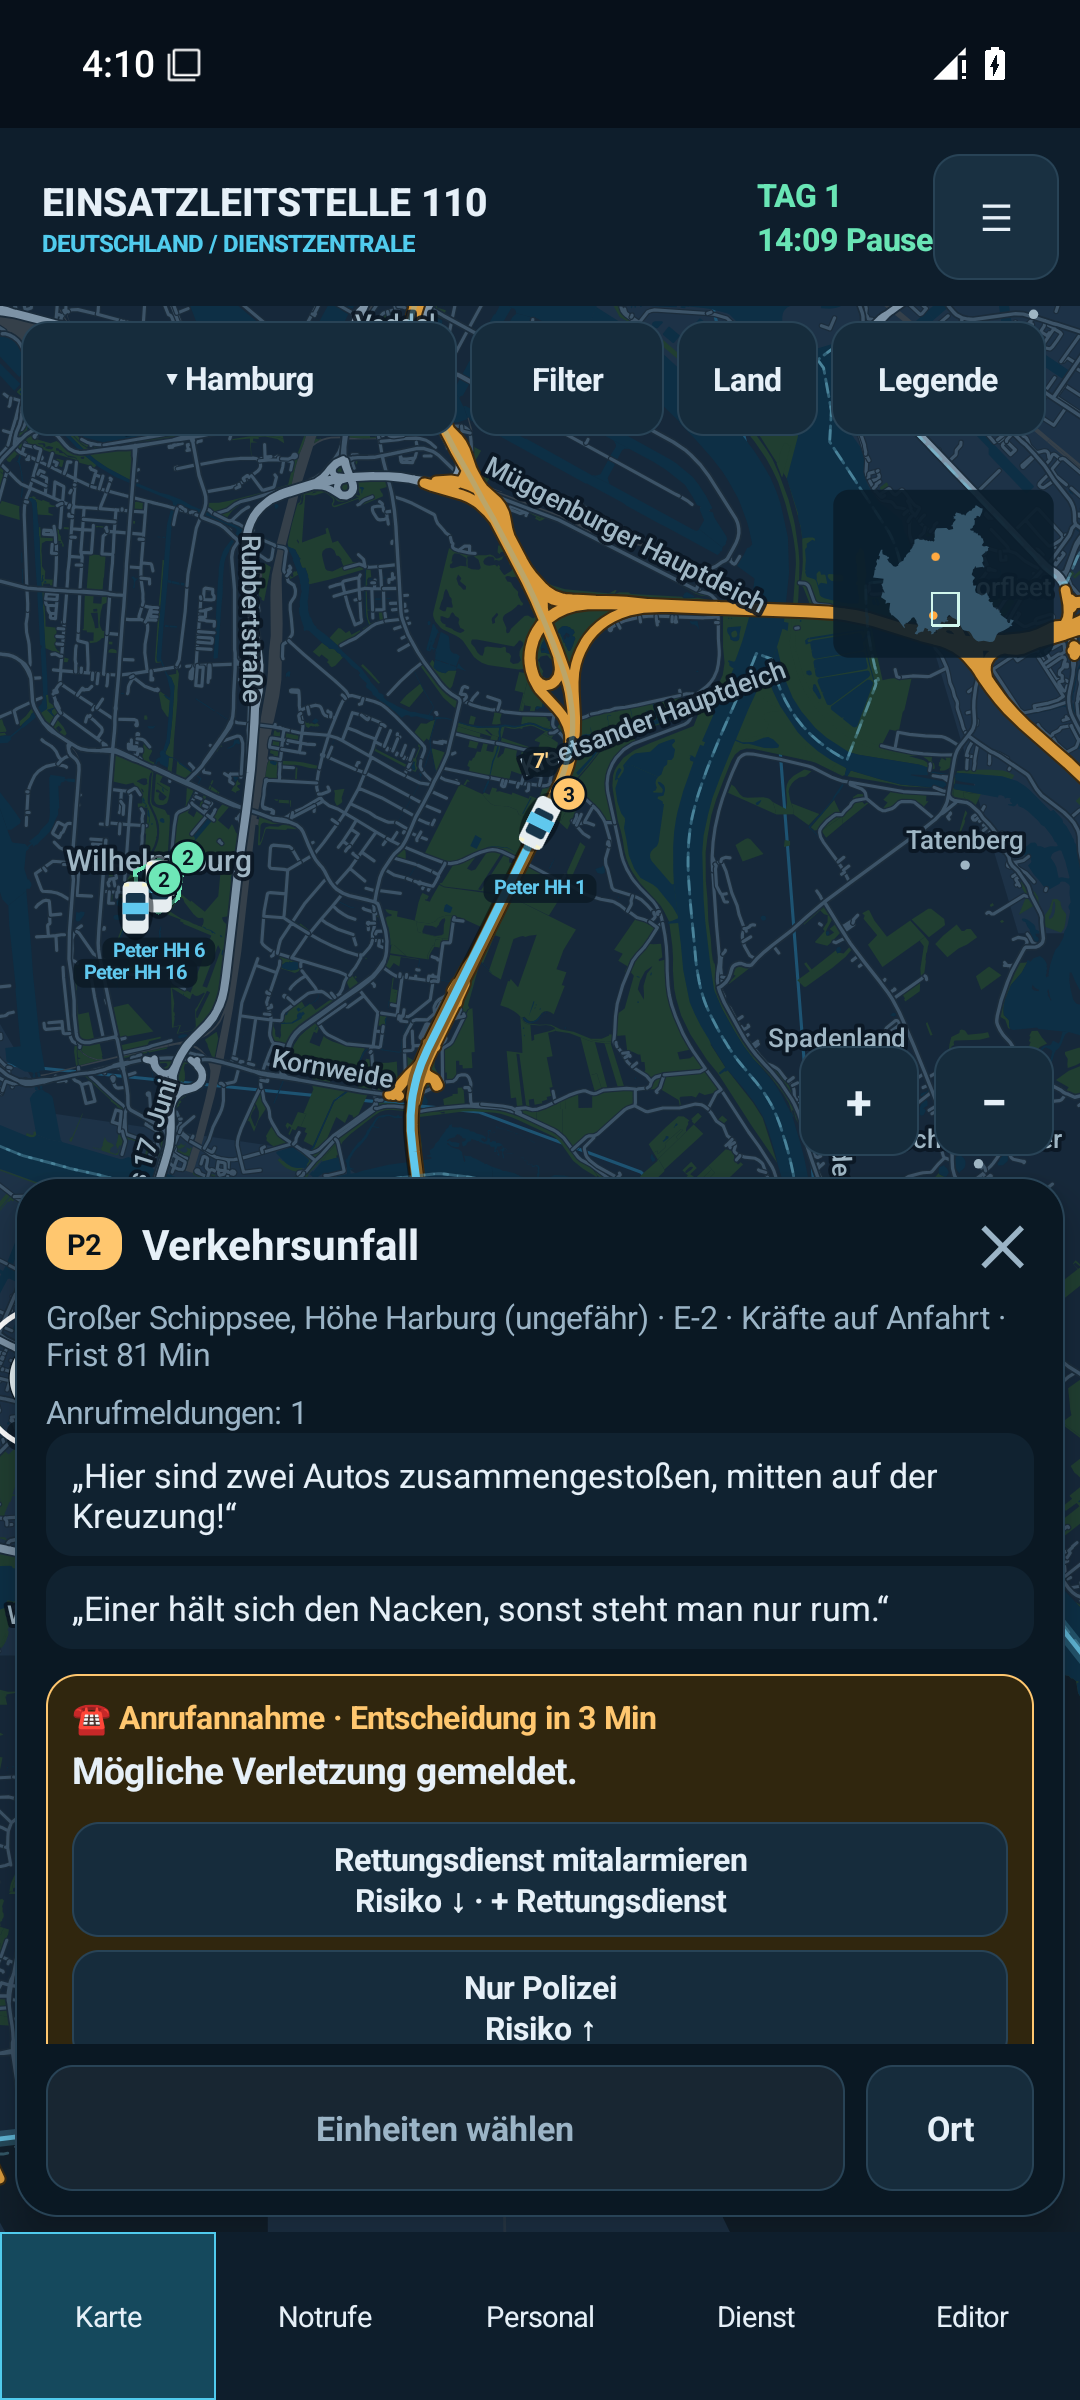 4:10
EINSATZLEITSTELLE 110
DEUTSCHLAND / DIENSTZENTRALE
TAG 1
14:09 Pause
☰
▾ Hamburg
Filter
Land
Legende
Müggenburger Hauptdeich
Rubbertstraße
etsander Hauptdeich
7'
3
Tatenberg
2
2
Peter HH 1
Peter HH 6
Peter HH 16
Spadenland
Kornweide
17. Juni
+
−
P2 Verkehrsunfall
Großer Schippsee, Höhe Harburg (ungefähr) · E-2 · Kräfte auf Anfahrt ·
Frist 81 Min
Anrufmeldungen: 1
„Hier sind zwei Autos zusammengestoßen, mitten auf der
Kreuzung!“
„Einer hält sich den Nacken, sonst steht man nur rum.“
☎️ Anrufannahme · Entscheidung in 3 Min
Mögliche Verletzung gemeldet.
Rettungsdienst mitalarmieren
Risiko ↓ · + Rettungsdienst
Nur Polizei
Risiko ↑
Einheiten wählen
Ort
Karte
Notrufe
Personal
Dienst
Editor